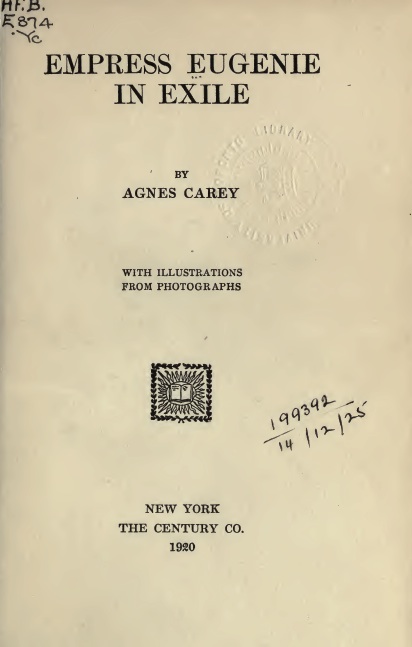 HF.B.
E874
Yc
EMPRESS EUGENIE
IN EXILE
BY
AGNES CAREY
WITH ILLUSTRATIONS
FROM PHOTOGRAPHS
199392
14/12/25
NEW YORK
THE CENTURY CO.
1920